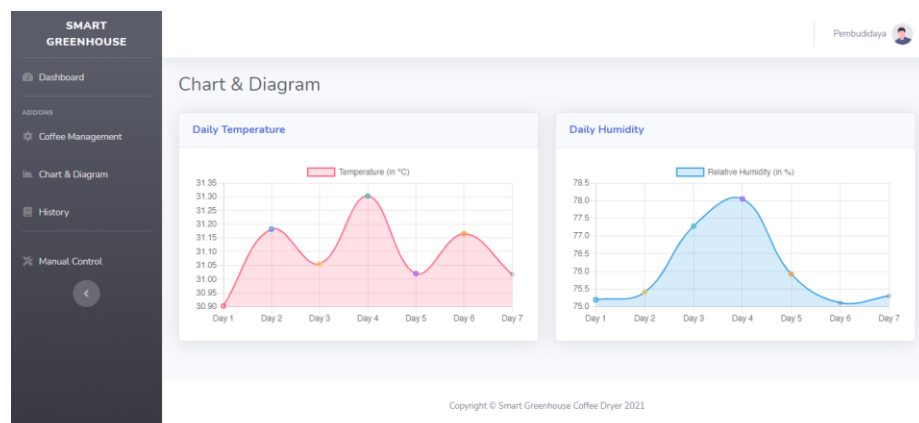 SMART
GREENHOUSE
Pembudidaya
Dashboard
ADDONS
Coffee Management
Chart & Diagram
History
Manual Control
Chart & Diagram
Daily Temperature
Temperature (in °C)
31.35
31.30
31.25
31.20
31.15
31.10
31.05
31.00
30.95
30.90
Day 1 Day 2 Day 3 Day 4 Day 5 Day 6 Day 7
Daily Humidity
Relative Humidity (in %)
78.5
78.0
77.5
77.0
76.5
76.0
75.5
75.0
Day 1 Day 2 Day 3 Day 4 Day 5 Day 6 Day 7
Copyright © Smart Greenhouse Coffee Dryer 2021